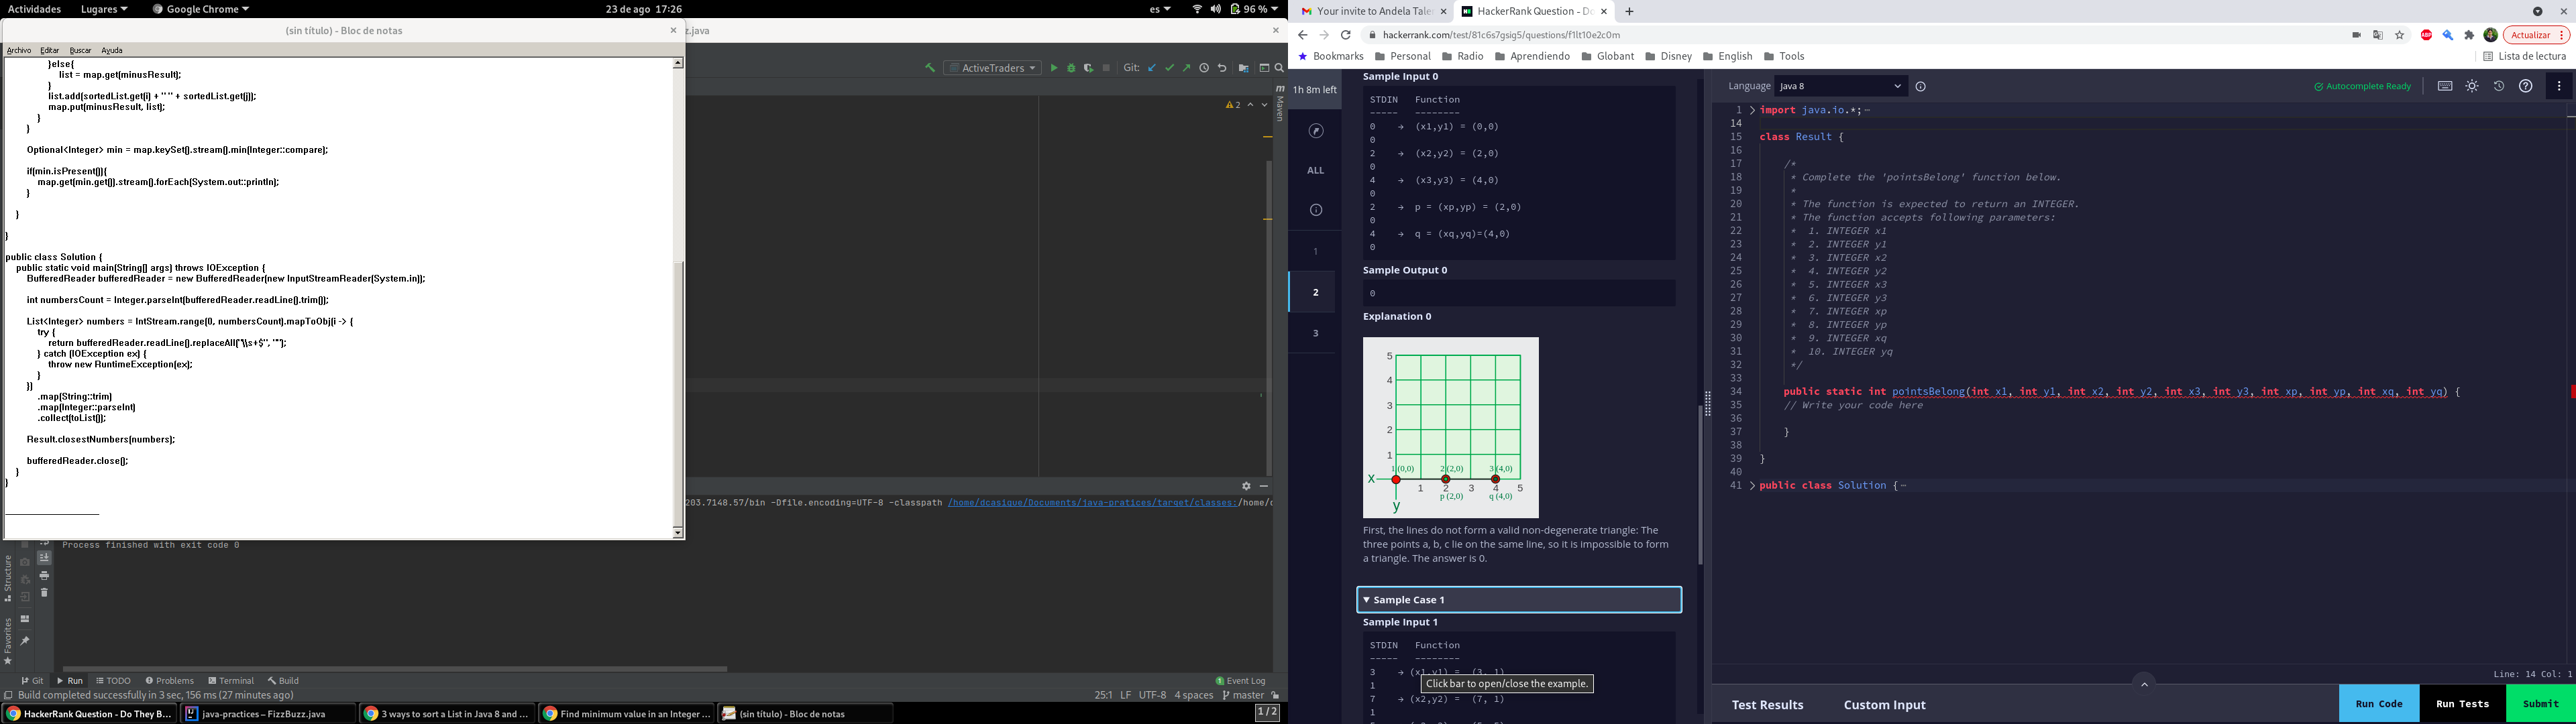 Actividades Lugares Google Chrome 23 de ago 17:26 es 96 %
(sin título) - Bloc de notas
Archivo Editar Buscar Ayuda
}else{
list = map.get(minusResult);
}
list.add(sortedList.get(i) + " " + sortedList.get(j));
map.put(minusResult, list);
}
}
Optional<Integer> min = map.keySet().stream().min(Integer::compare);
if(min.isPresent()){
map.get(min.get()).stream().forEach(System.out::println);
}
}
}
public class Solution {
public static void main(String[] args) throws IOException {
BufferedReader bufferedReader = new BufferedReader(new InputStreamReader(System.in));
int numbersCount = Integer.parseInt(bufferedReader.readLine().trim());
List<Integer> numbers = IntStream.range(0, numbersCount).mapToObj(i -> {
try {
return bufferedReader.readLine().replaceAll("\\s+$", "");
} catch (IOException ex) {
throw new RuntimeException(ex);
}
})
.map(String::trim)
.map(Integer::parseInt)
.collect(toList());
Result.closestNumbers(numbers);
bufferedReader.close();
}
}
zz.java
ActiveTraders Git:
2
Maven
203.7148.57/bin -Dfile.encoding=UTF-8 -classpath /home/dcasique/Documents/java-pratices/target/classes:/home/d
Process finished with exit code 0
Structure
Favorites
Git Run TODO Problems Terminal Build Event Log
Build completed successfully in 3 sec, 156 ms (27 minutes ago) 25:1 LF UTF-8 4 spaces master
HackerRank Question - Do They B... java-practices – FizzBuzz.java 3 ways to sort a List in Java 8 and ... Find minimum value in an Integer ... (sin título) - Bloc de notas 1 / 2
Your invite to Andela Tale HackerRank Question - Do
hackerrank.com/test/81c6s7gsig5/questions/f1lt10e2c0m ABP Actualizar
Bookmarks Personal Radio Aprendiendo Globant Disney English Tools Lista de lectura
1h 8m left
ALL
1
2
3
Sample Input 0
STDIN Function
----- --------
0 → (x1,y1) = (0,0)
0
2 → (x2,y2) = (2,0)
0
4 → (x3,y3) = (4,0)
0
2 → p = (xp,yp) = (2,0)
0
4 → q = (xq,yq)=(4,0)
0
Sample Output 0
0
Explanation 0
5
4
3
2
1
1 (0,0) 2 (2,0) 3 (4,0)
X
1 2 3 4 5
p (2,0) q (4,0)
y
First, the lines do not form a valid non-degenerate triangle: The
three points a, b, c lie on the same line, so it is impossible to form
a triangle. The answer is 0.
Sample Case 1
Sample Input 1
STDIN Function
----- --------
3 → (x1,y1) = (3, 1)
1
Click bar to open/close the example.
7 → (x2,y2) = (7, 1)
1
Language Java 8 Autocomplete Ready
1 import java.io.*;
14
15 class Result {
16
17 /*
18 * Complete the 'pointsBelong' function below.
19 *
20 * The function is expected to return an INTEGER.
21 * The function accepts following parameters:
22 * 1. INTEGER x1
23 * 2. INTEGER y1
24 * 3. INTEGER x2
25 * 4. INTEGER y2
26 * 5. INTEGER x3
27 * 6. INTEGER y3
28 * 7. INTEGER xp
29 * 8. INTEGER yp
30 * 9. INTEGER xq
31 * 10. INTEGER yq
32 */
33
34 public static int pointsBelong(int x1, int y1, int x2, int y2, int x3, int y3, int xp, int yp, int xq, int yq) {
35 // Write your code here
36
37 }
38
39 }
40
41 public class Solution {
Line: 14 Col: 1
Test Results Custom Input Run Code Run Tests Submit